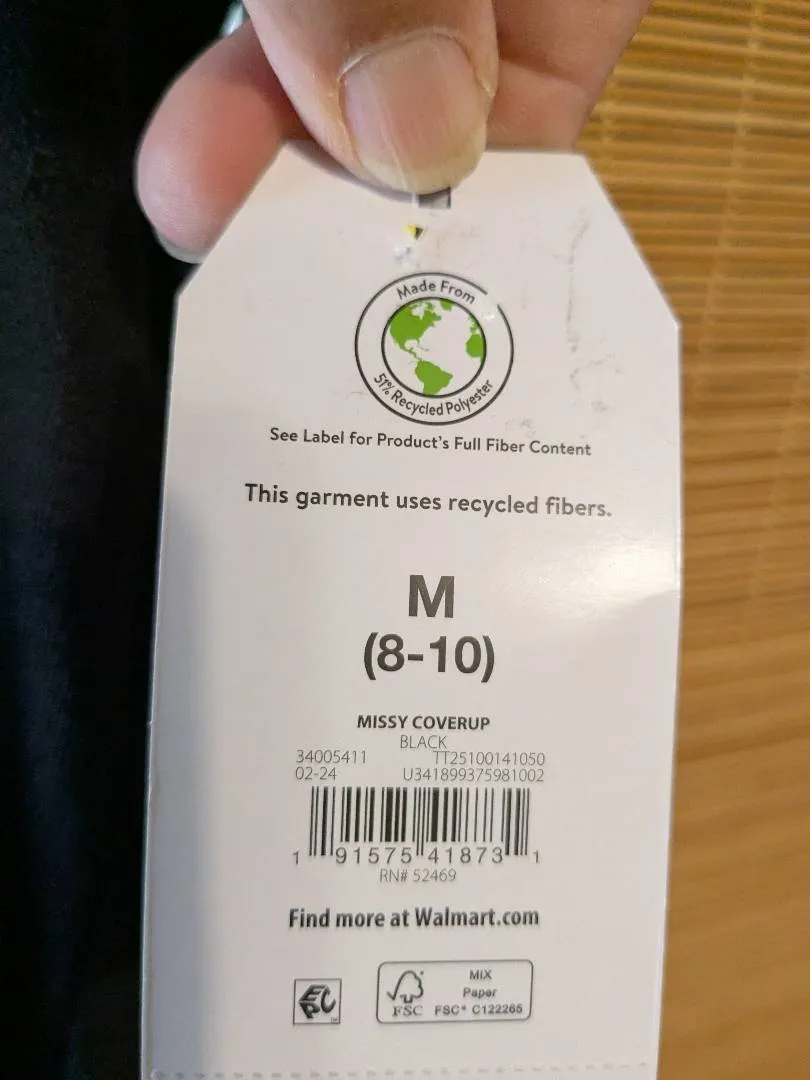 Made From
51% Recycled Polyester
See Label for Product's Full Fiber Content
This garment uses recycled fibers.
M
(8-10)
MISSY COVERUP
BLACK
34005411 TT25100141050
02-24 U341899375981002
1 91575 41873 1
RN# 52469
Find more at Walmart.com
EPC TM MIX
Paper
FSC FSC® C122265